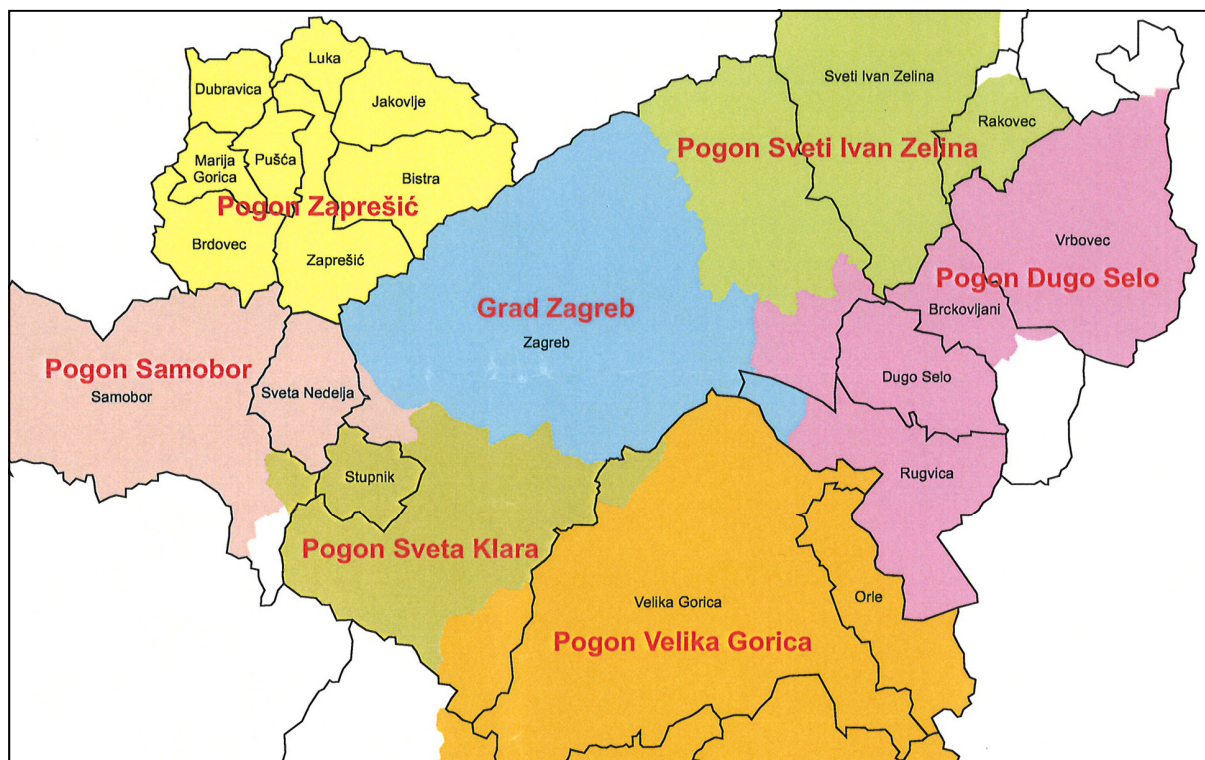 Luka
Sveti Ivan Zelina
Dubravica
Jakovlje
Rakovec
Pogon Sveti Ivan Zelina
Marija
Gorica
Pušća
Bistra
Pogon Zaprešić
Brdovec
Zaprešić
Vrbovec
Pogon Dugo Selo
Grad Zagreb
Brckovljani
Zagreb
Pogon Samobor
Samobor
Sveta Nedelja
Dugo Selo
Stupnik
Rugvica
Pogon Sveta Klara
Velika Gorica
Orle
Pogon Velika Gorica